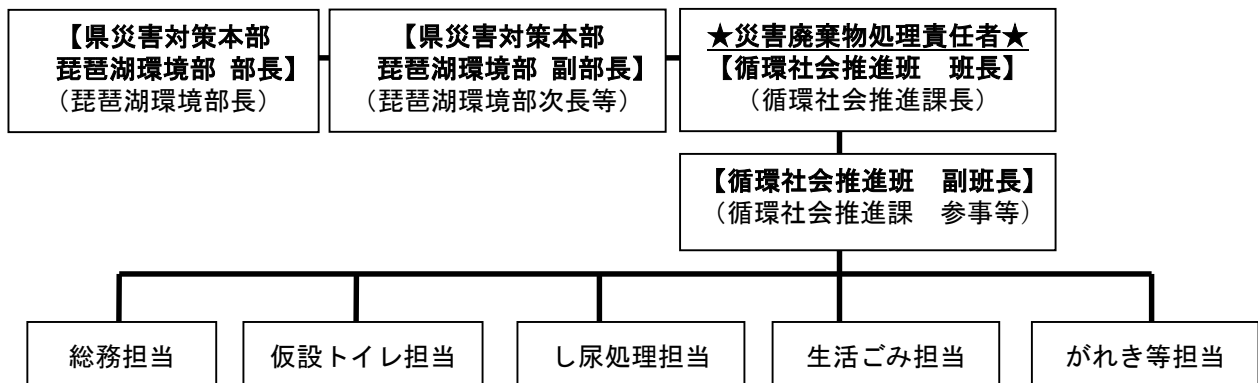 【県災害対策本部
琵琶湖環境部 部長】
（琵琶湖環境部長）
【県災害対策本部
琵琶湖環境部 副部長】
（琵琶湖環境部次長等）
★災害廃棄物処理責任者★
【循環社会推進班　班長】
（循環社会推進課長）
【循環社会推進班　副班長】
（循環社会推進課　参事等）
総務担当
仮設トイレ担当
し尿処理担当
生活ごみ担当
がれき等担当